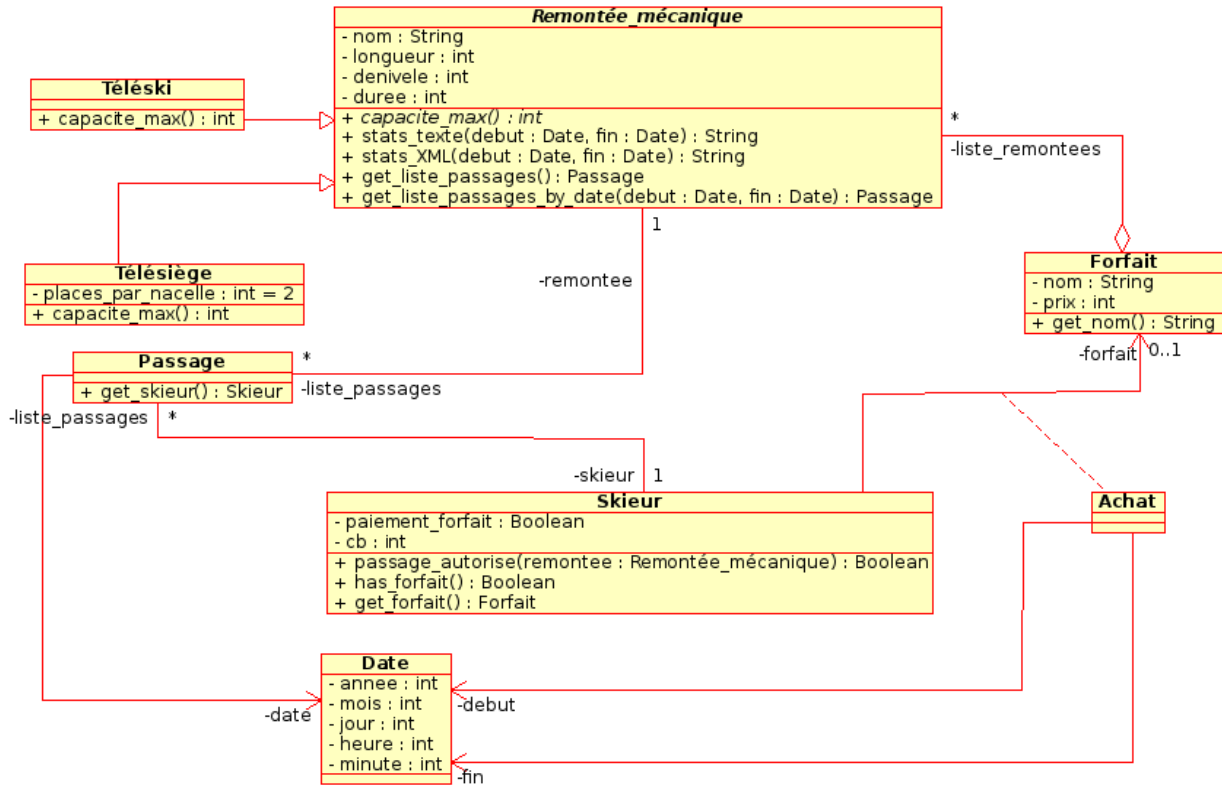 Remontée_mécanique
- nom : String
- longueur : int
- denivele : int
- duree : int
+ capacite_max() : int
+ stats_texte(debut : Date, fin : Date) : String
+ stats_XML(debut : Date, fin : Date) : String
+ get_liste_passages() : Passage
+ get_liste_passages_by_date(debut : Date, fin : Date) : Passage
Téléski
+ capacite_max() : int
*
-liste_remontees
1
-remontee
Télésiège
- places_par_nacelle : int = 2
+ capacite_max() : int
Forfait
- nom : String
- prix : int
+ get_nom() : String
-forfait
0..1
Passage
+ get_skieur() : Skieur
*
-liste_passages
-liste_passages
*
-skieur
1
Skieur
- paiement_forfait : Boolean
- cb : int
+ passage_autorise(remontee : Remontée_mécanique) : Boolean
+ has_forfait() : Boolean
+ get_forfait() : Forfait
Achat
Date
- annee : int
- mois : int
- jour : int
- heure : int
- minute : int
-date
-debut
-fin